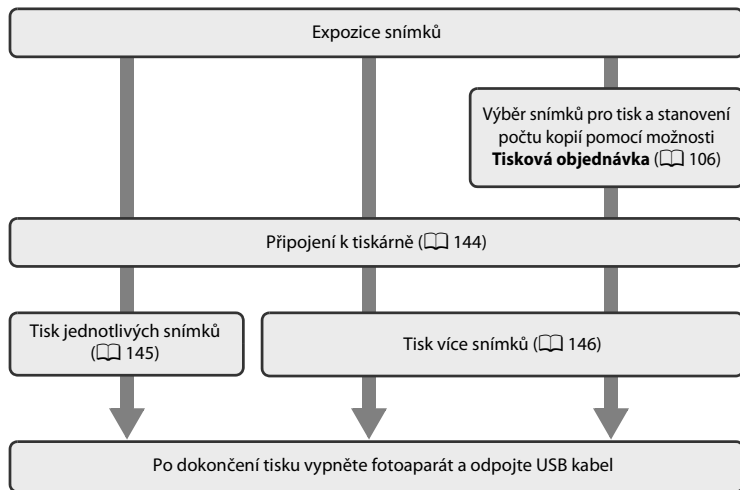 Expozice snímků
Výběr snímků pro tisk a stanovení
počtu kopií pomocí možnosti
Tisková objednávka (📖 106)
Připojení k tiskárně (📖 144)
Tisk jednotlivých snímků
(📖 145)
Tisk více snímků (📖 146)
Po dokončení tisku vypněte fotoaparát a odpojte USB kabel